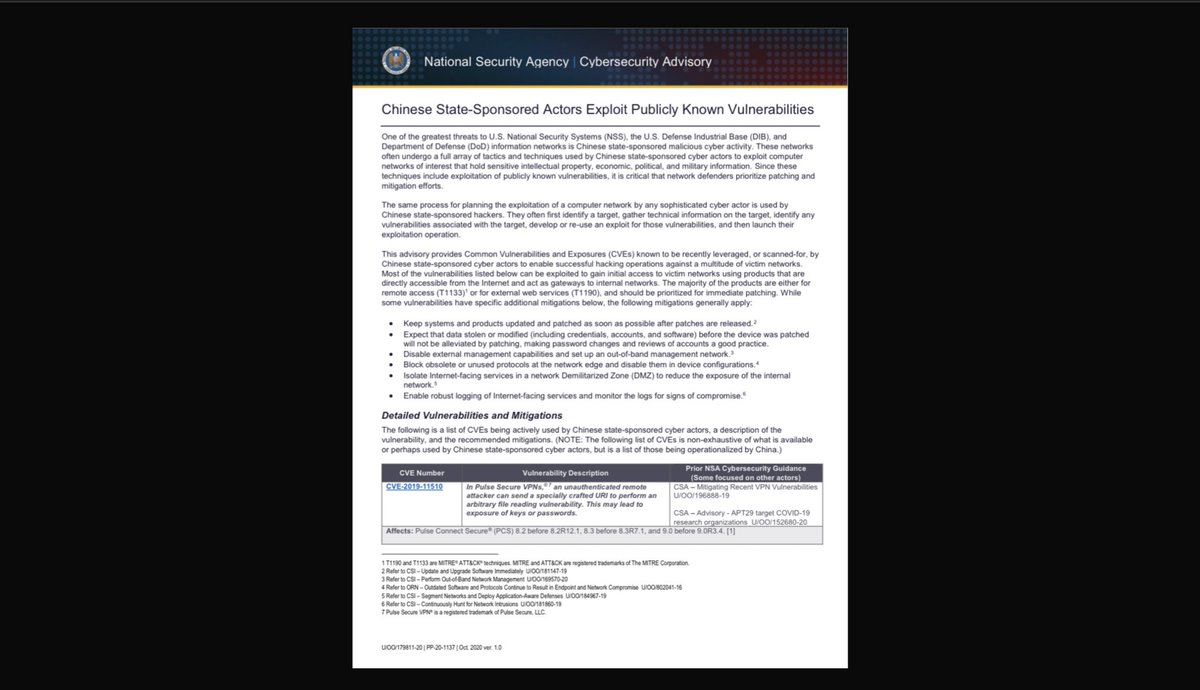 National Security Agency | Cybersecurity Advisory
Chinese State-Sponsored Actors Exploit Publicly Known Vulnerabilities
One of the greatest threats to U.S. National Security Systems (NSS), the U.S. Defense Industrial Base (DIB), and
Department of Defense (DoD) information networks is Chinese state-sponsored malicious cyber activity. These networks
often undergo a full array of tactics and techniques used by Chinese state-sponsored cyber actors to exploit computer
networks of interest that hold sensitive intellectual property, economic, political, and military information. Since these
techniques include exploitation of publicly known vulnerabilities, it is critical that network defenders prioritize patching and
mitigation efforts.
The same process for planning the exploitation of a computer network by any sophisticated cyber actor is used by
Chinese state-sponsored hackers. They often first identify a target, gather technical information on the target, identify any
vulnerabilities associated with the target, develop or re-use an exploit for those vulnerabilities, and then launch their
exploitation operation.
This advisory provides Common Vulnerabilities and Exposures (CVEs) known to be recently leveraged, or scanned-for, by
Chinese state-sponsored cyber actors to enable successful hacking operations against a multitude of victim networks.
Most of the vulnerabilities listed below can be exploited to gain initial access to victim networks using products that are
directly accessible from the Internet and act as gateways to internal networks. The majority of the products are either for
remote access (T1133)¹ or for external web services (T1190), and should be prioritized for immediate patching. While
some vulnerabilities have specific additional mitigations below, the following mitigations generally apply:
• Keep systems and products updated and patched as soon as possible after patches are released.²
• Expect that data stolen or modified (including credentials, accounts, and software) before the device was patched
will not be alleviated by patching, making password changes and reviews of accounts a good practice.
• Disable external management capabilities and set up an out-of-band management network.³
• Block obsolete or unused protocols at the network edge and disable them in device configurations.⁴
• Isolate Internet-facing services in a network Demilitarized Zone (DMZ) to reduce the exposure of the internal
network.⁵
• Enable robust logging of Internet-facing services and monitor the logs for signs of compromise.⁶
Detailed Vulnerabilities and Mitigations
The following is a list of CVEs being actively used by Chinese state-sponsored cyber actors, a description of the
vulnerability, and the recommended mitigations. (NOTE: The following list of CVEs is non-exhaustive of what is available
or perhaps used by Chinese state-sponsored cyber actors, but is a list of those being operationalized by China.)
CVE Number
Vulnerability Description
Prior NSA Cybersecurity Guidance
(Some focused on other actors)
CVE-2019-11510
In Pulse Secure VPNs,®⁷ an unauthenticated remote
attacker can send a specially crafted URI to perform an
arbitrary file reading vulnerability. This may lead to
exposure of keys or passwords.
CSA – Mitigating Recent VPN Vulnerabilities
U/OO/196888-19
CSA – Advisory - APT29 target COVID-19
research organizations U/OO/152680-20
Affects: Pulse Connect Secure® (PCS) 8.2 before 8.2R12.1, 8.3 before 8.3R7.1, and 9.0 before 9.0R3.4. [1]
1 T1190 and T1133 are MITRE® ATT&CK® techniques. MITRE and ATT&CK are registered trademarks of The MITRE Corporation.
2 Refer to CSI – Update and Upgrade Software Immediately U/OO/181147-19
3 Refer to CSI – Perform Out-of-Band Network Management U/OO/169570-20
4 Refer to ORN – Outdated Software and Protocols Continue to Result in Endpoint and Network Compromise U/OO/802041-16
5 Refer to CSI – Segment Networks and Deploy Application-Aware Defenses U/OO/184967-19
6 Refer to CSI – Continuously Hunt for Network Intrusions U/OO/181860-19
7 Pulse Secure VPN® is a registered trademark of Pulse Secure, LLC.
U/OO/179811-20 | PP-20-1137 | Oct. 2020 ver. 1.0